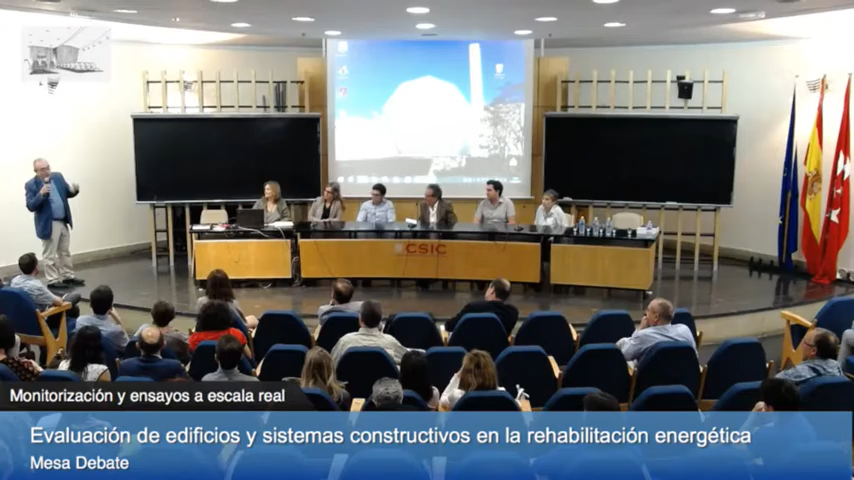 CSIC
Monitorización y ensayos a escala real
Evaluación de edificios y sistemas constructivos en la rehabilitación energética
Mesa Debate